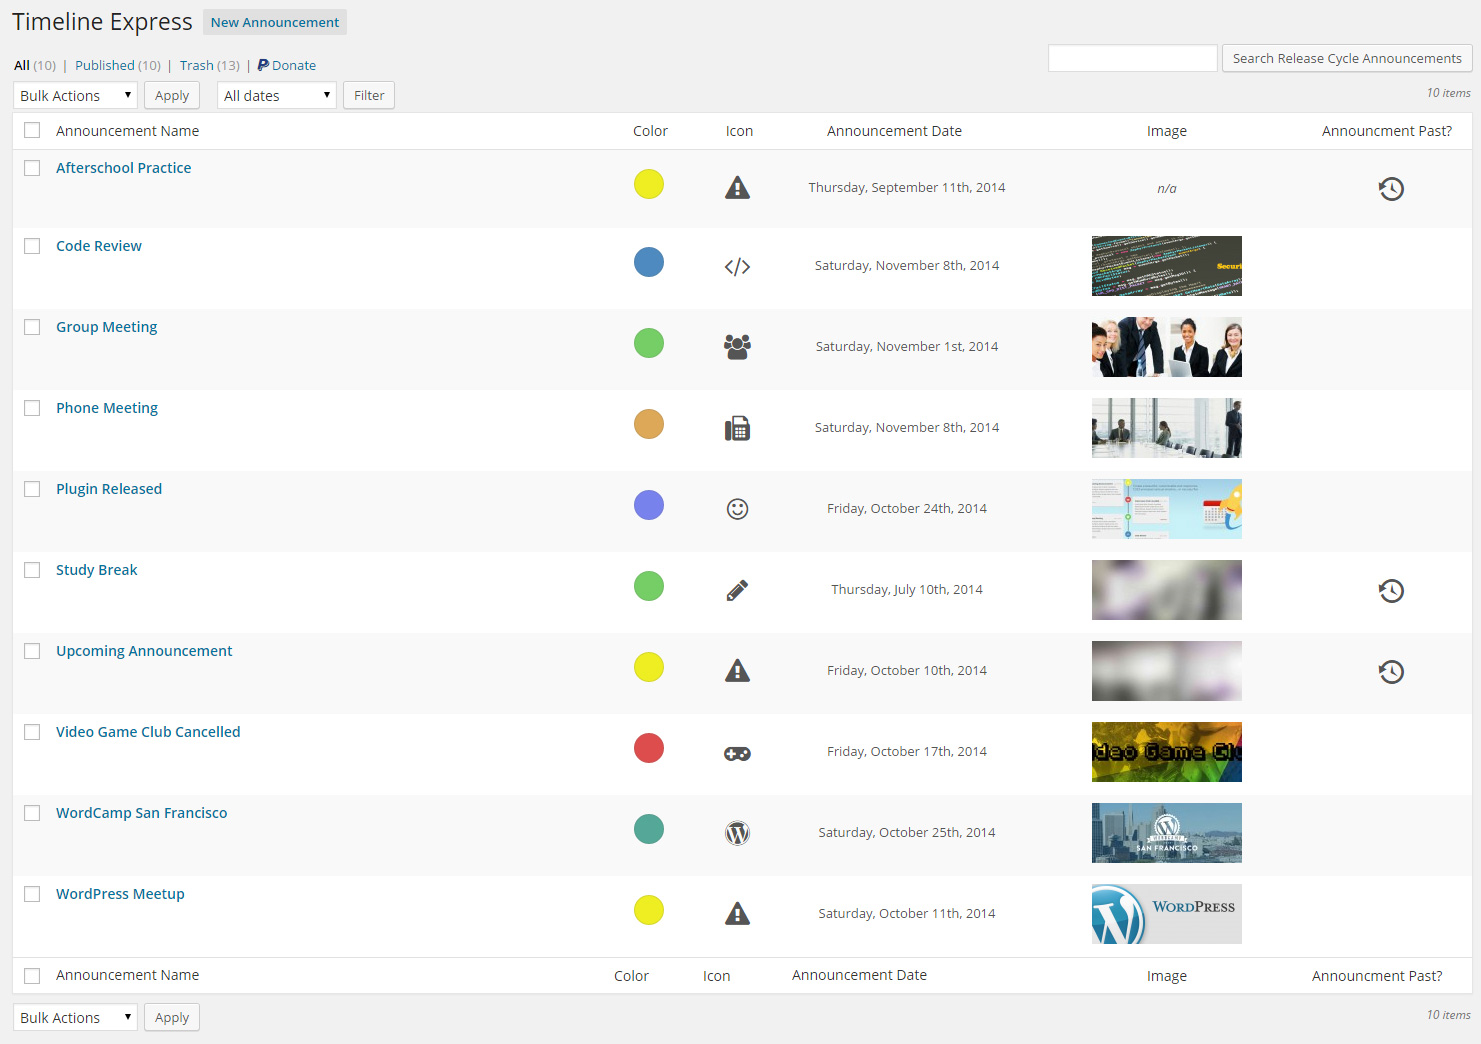 Timeline Express New Announcement
All (10) | Published (10) | Trash (13) | Donate
Search Release Cycle Announcements
Bulk Actions Apply All dates Filter
10 items
Announcement Name Color Icon Announcement Date Image Announcment Past?
Afterschool Practice Thursday, September 11th, 2014 n/a
Code Review Saturday, November 8th, 2014
Securi
Group Meeting Saturday, November 1st, 2014
Phone Meeting Saturday, November 8th, 2014
Plugin Released Friday, October 24th, 2014
Study Break Thursday, July 10th, 2014
Upcoming Announcement Friday, October 10th, 2014
Video Game Club Cancelled Friday, October 17th, 2014
ideo Game Clu
WordCamp San Francisco Saturday, October 25th, 2014
WORDCAMP
SAN FRANCISCO
WordPress Meetup Saturday, October 11th, 2014
WORDPRESS
Announcement Name Color Icon Announcement Date Image Announcment Past?
Bulk Actions Apply
10 items